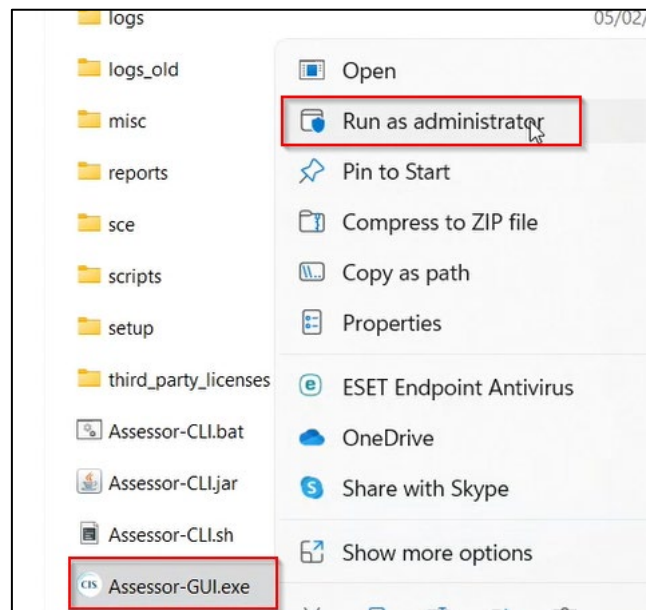 logs
05/02/
logs_old
misc
reports
sce
scripts
setup
third_party_licenses
Assessor-CLI.bat
Assessor-CLI.jar
Assessor-CLI.sh
CIS
Assessor-GUI.exe
Open
Run as administrator
Pin to Start
Compress to ZIP file
Copy as path
Properties
e
ESET Endpoint Antivirus
OneDrive
S
Share with Skype
Show more options